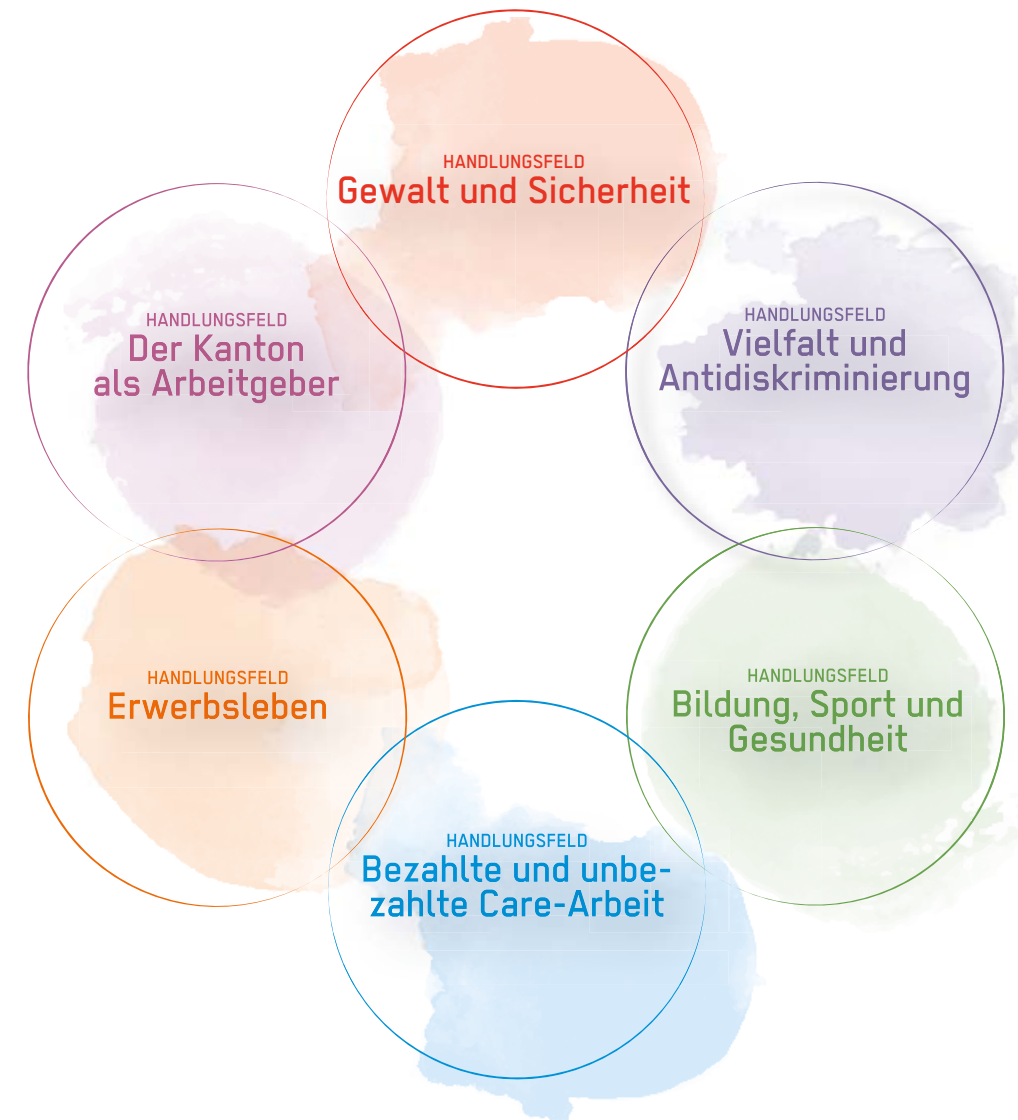 HANDLUNGSFELD
Gewalt und Sicherheit
HANDLUNGSFELD
Vielfalt und
Antidiskriminierung
HANDLUNGSFELD
Bildung, Sport und
Gesundheit
HANDLUNGSFELD
Bezahlte und unbe-
zahlte Care-Arbeit
HANDLUNGSFELD
Erwerbsleben
HANDLUNGSFELD
Der Kanton
als Arbeitgeber